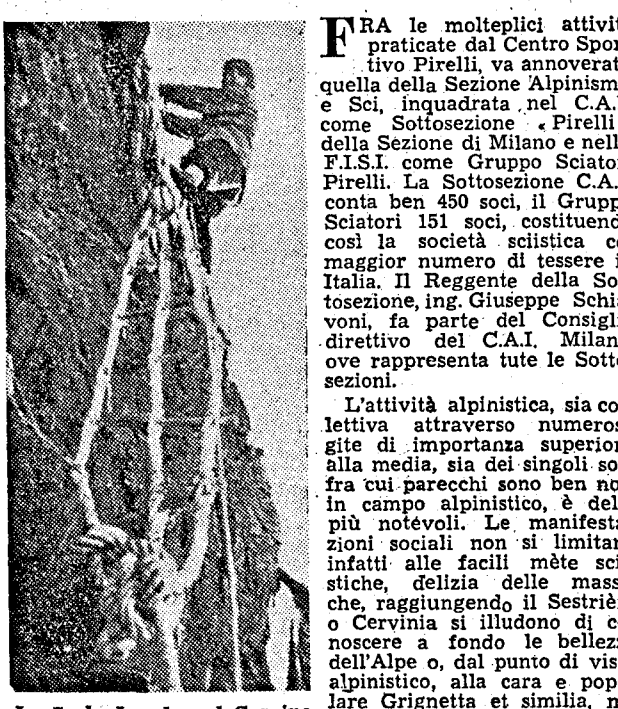 FRA le molteplici attivit
praticate dal Centro Spor
tivo Pirelli, va annoverat
quella della Sezione Alpinism
e Sci, inquadrata nel C.A.
come Sottosezione « Pirelli
della Sezione di Milano e nell
F.I.S.I. come Gruppo Sciato
Pirelli. La Sottosezione C.A.
conta ben 450 soci, il Grupp
Sciatori 151 soci, costituend
così la società sciistica c
maggior numero di tessere i
Italia. Il Reggente della So
tosezione, ing. Giuseppe Schia
voni, fa parte del Consigli
direttivo del C.A.I. Milan
ove rappresenta tute le Sotto
sezioni.
L'attività alpinistica, sia co
lettiva attraverso numeros
gite di importanza superior
alla media, sia dei singoli so
fra cui parecchi sono ben no
in campo alpinistico, è del
più notévoli. Le manifesta
zioni sociali non si limitan
infatti alle facili mète sci
stiche, delizia delle mass
che, raggiungendo il Sestriè
o Cervinia si illudono di c
noscere a fondo le bellez
dell'Alpe o, dal punto di vis
alpinistico, alla cara e pop
lare Grignetta et similia, m